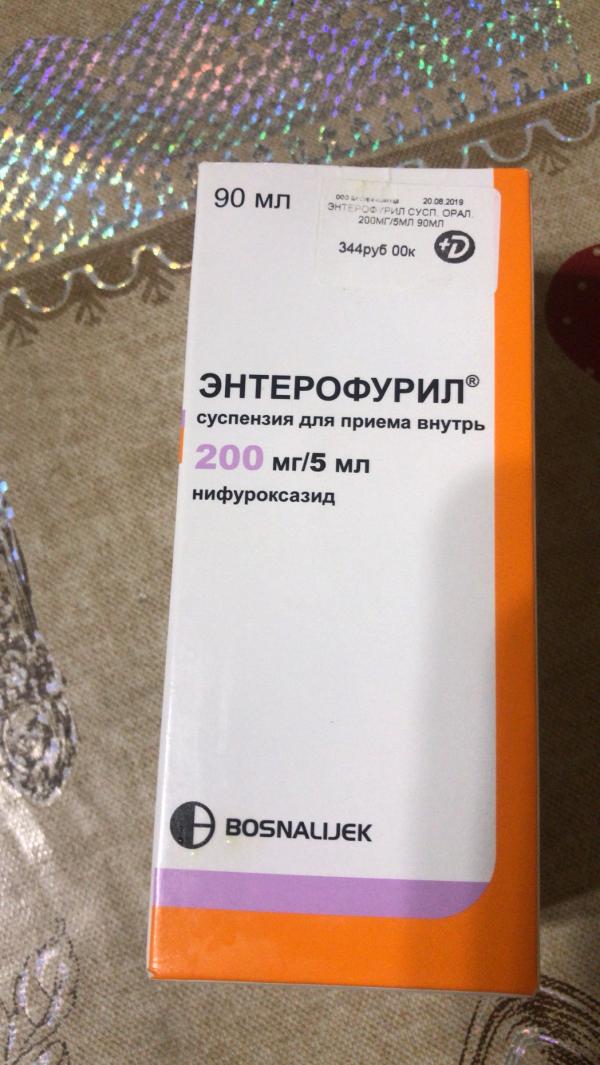 90 мл
20.08.2019
ЭНТЕРОФУРИЛ СУСП. ОРАЛ.
200МГ/5МЛ 90МЛ
344руб 00к
+D
ЭНТЕРОФУРИЛ®
суспензия для приема внутрь
200 мг/5 мл
нифуроксазид
BOSNALIJEK